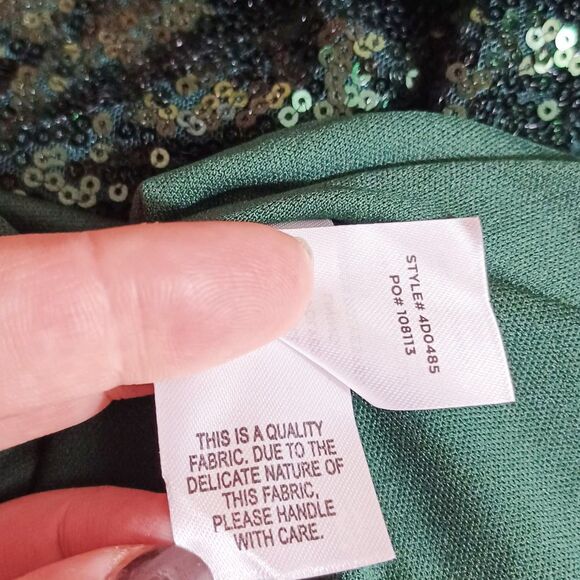 STYLE# 4D0485
PO# 108113
THIS IS A QUALITY
FABRIC. DUE TO THE
DELICATE NATURE OF
THIS FABRIC,
PLEASE HANDLE
WITH CARE.